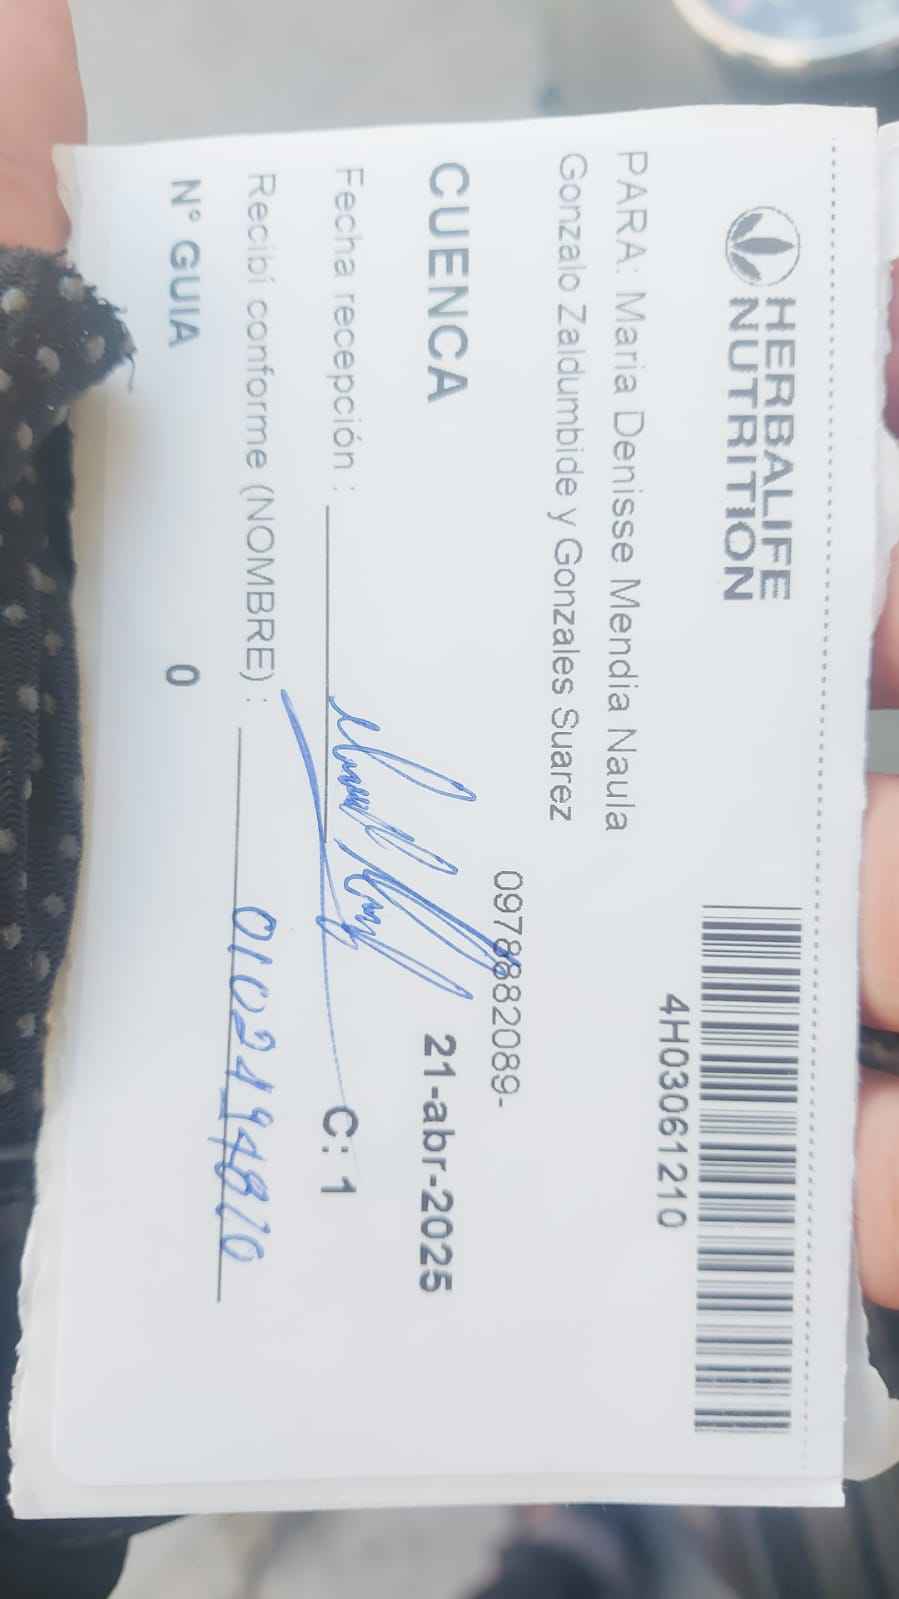 HERBALIFE
NUTRITION
4H03061210
PARA: Maria Denisse Mendia Naula
Gonzalo Zaldumbide y Gonzales Suarez
0978882089-
CUENCA
21-abr-2025
Fecha recepción :
C: 1
Recibí conforme (NOMBRE) :
N° GUIA 0